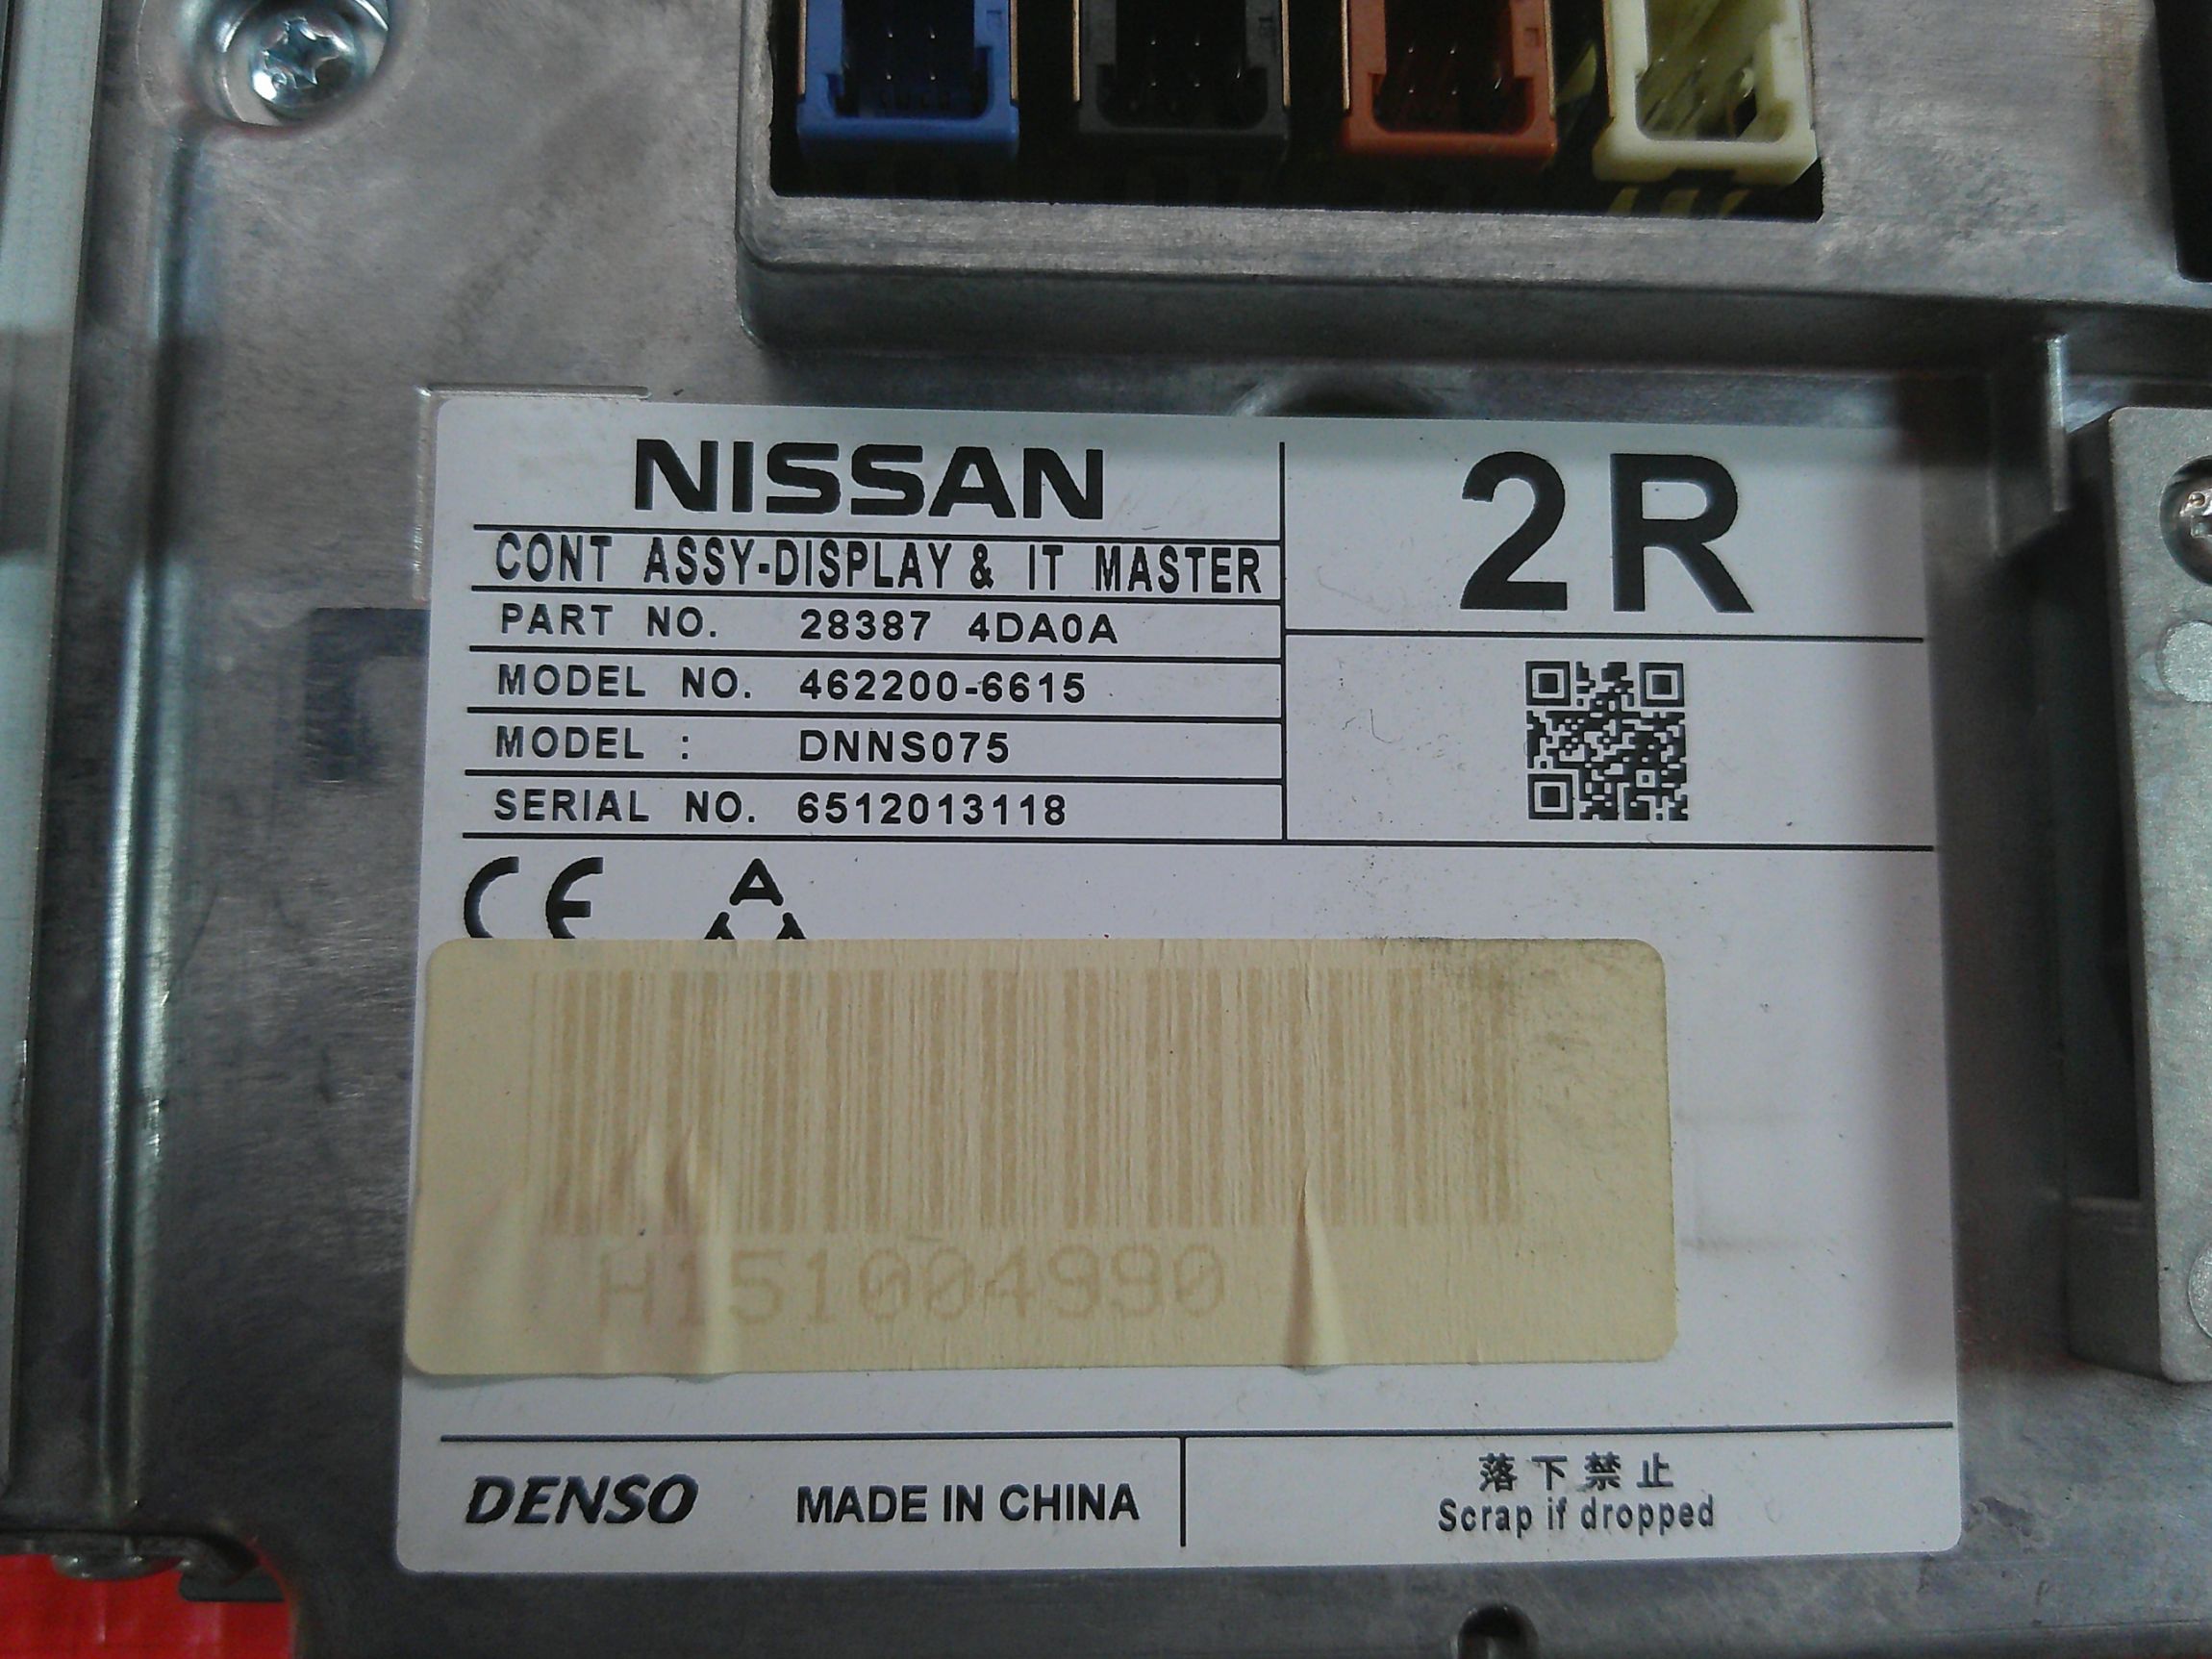 NISSAN
2R
CONT ASSY-DISPLAY & IT MASTER
PART NO. 28387 4DA0A
MODEL NO. 462200-6615
MODEL : DNNS075
SERIAL NO. 6512013118
CE A
H151004990
DENSO MADE IN CHINA
落下禁止
Scrap if dropped